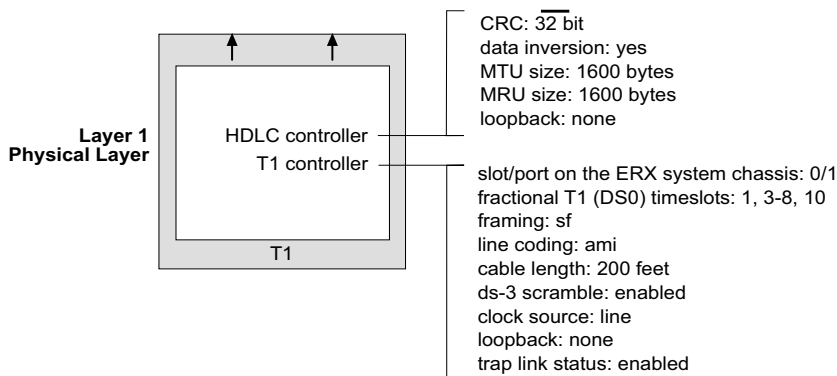 CRC: 32 bit
data inversion: yes
MTU size: 1600 bytes
MRU size: 1600 bytes
loopback: none
Layer 1
Physical Layer
HDLC controller
T1 controller
T1
slot/port on the ERX system chassis: 0/1
fractional T1 (DS0) timeslots: 1, 3-8, 10
framing: sf
line coding: ami
cable length: 200 feet
ds-3 scramble: enabled
clock source: line
loopback: none
trap link status: enabled